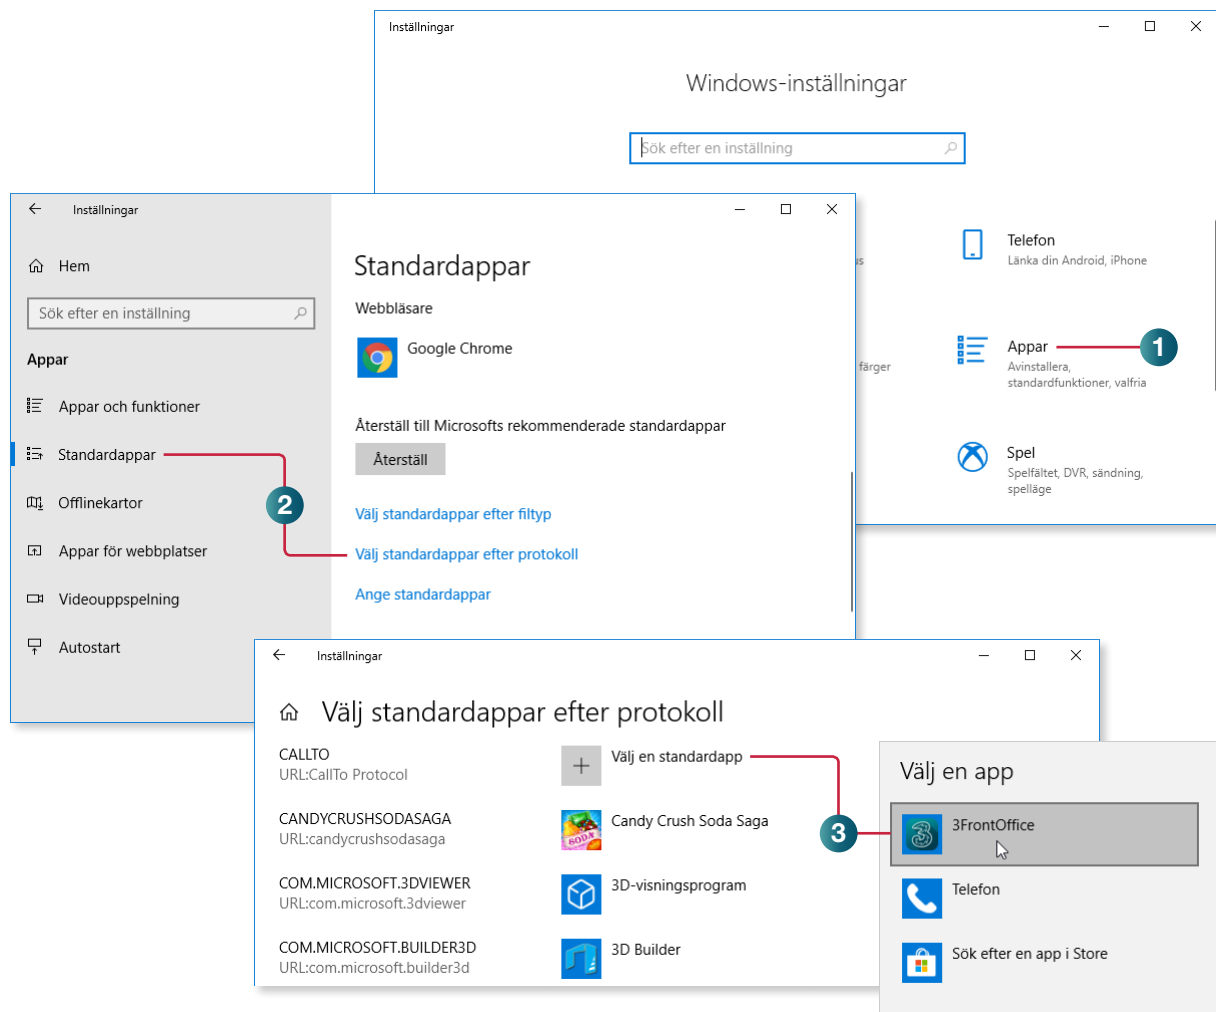 Inställningar
Windows-inställningar
Sök efter en inställning
Telefon
Länka din Android, iPhone
Appar
1
Avinstallera,
standardfunktioner, valfria
färger
Spel
Spelfältet, DVR, sändning,
spelläge
Inställningar
Hem
Sök efter en inställning
Appar
Appar och funktioner
Standardappar
2
Offlinekartor
Appar för webbplatser
Videouppspelning
Autostart
Standardappar
Webbläsare
Google Chrome
Återställ till Microsofts rekommenderade standardappar
Återställ
Välj standardappar efter filtyp
Välj standardappar efter protokoll
Ange standardappar
Inställningar
Välj standardappar efter protokoll
CALLTO
URL:CallTo Protocol
Välj en standardapp
CANDYCRUSHSODASAGA
URL:candycrushsodasaga
SODA
Candy Crush Soda Saga
3
COM.MICROSOFT.3DVIEWER
URL:com.microsoft.3dviewer
3D-visningsprogram
COM.MICROSOFT.BUILDER3D
URL:com.microsoft.builder3d
3D Builder
Välj en app
3
3FrontOffice
Telefon
Sök efter en app i Store